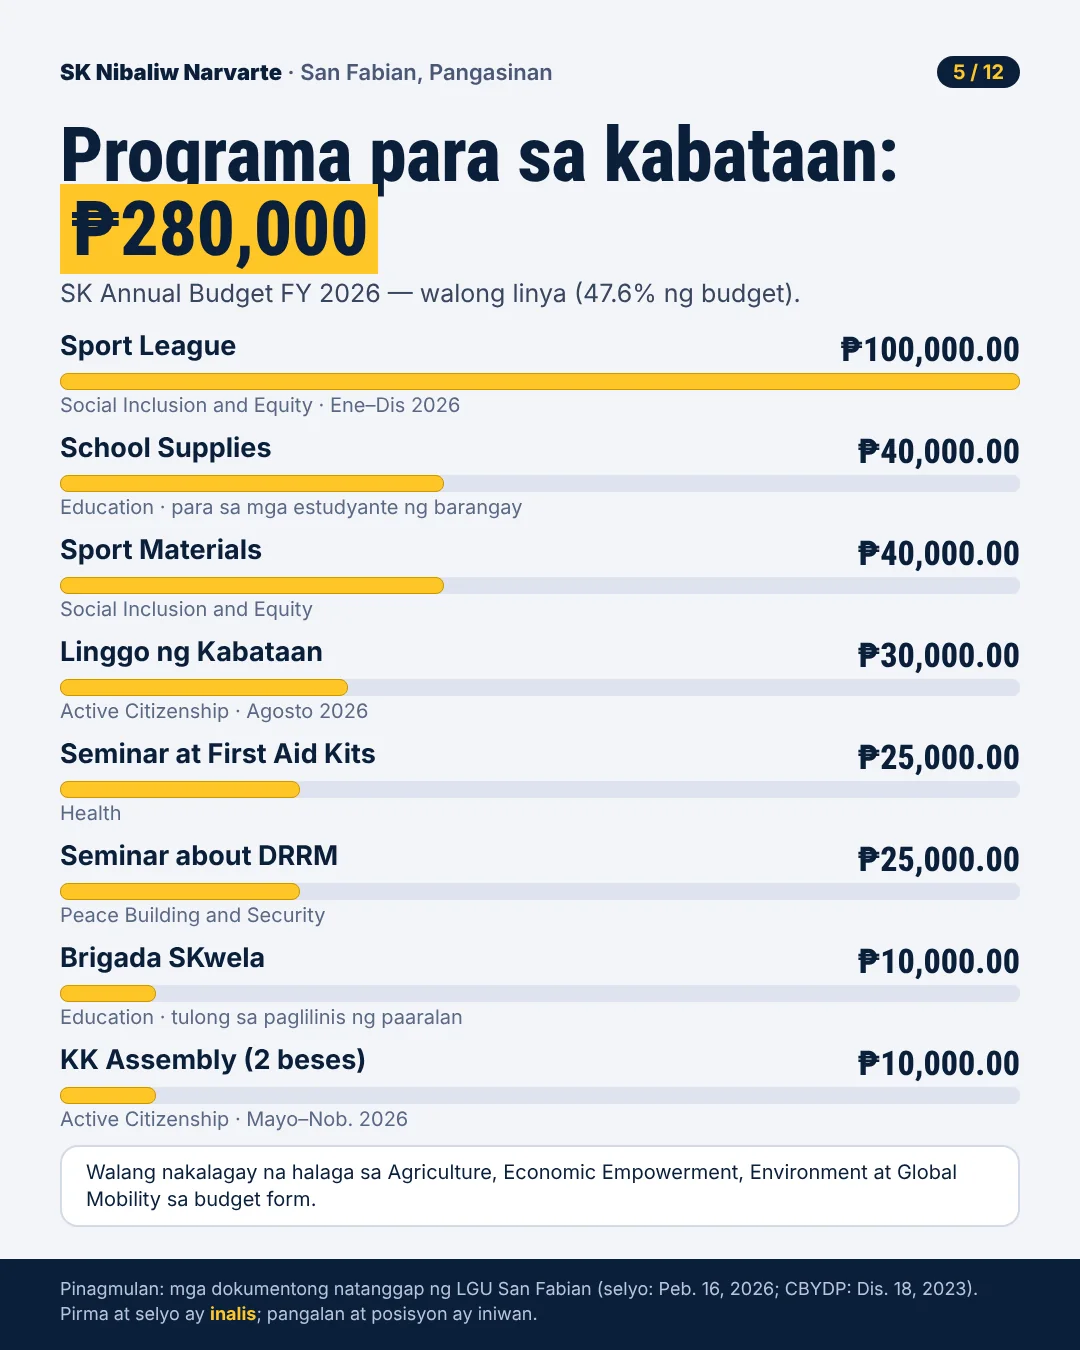 SK Nibaliw Narvarte · San Fabian, Pangasinan
5 / 12
Programa para sa kabataan:
₱280,000
SK Annual Budget FY 2026 — walong linya (47.6% ng budget).
Sport League
₱100,000.00
Social Inclusion and Equity · Ene–Dis 2026
School Supplies
₱40,000.00
Education · para sa mga estudyante ng barangay
Sport Materials
₱40,000.00
Social Inclusion and Equity
Linggo ng Kabataan
₱30,000.00
Active Citizenship · Agosto 2026
Seminar at First Aid Kits
₱25,000.00
Health
Seminar about DRRM
₱25,000.00
Peace Building and Security
Brigada SKwela
₱10,000.00
Education · tulong sa paglilinis ng paaralan
KK Assembly (2 beses)
₱10,000.00
Active Citizenship · Mayo–Nob. 2026
Walang nakalagay na halaga sa Agriculture, Economic Empowerment, Environment at Global
Mobility sa budget form.
Pinagmulan: mga dokumentong natanggap ng LGU San Fabian (selyo: Peb. 16, 2026; CBYDP: Dis. 18, 2023).
Pirma at selyo ay inalis; pangalan at posisyon ay iniwan.